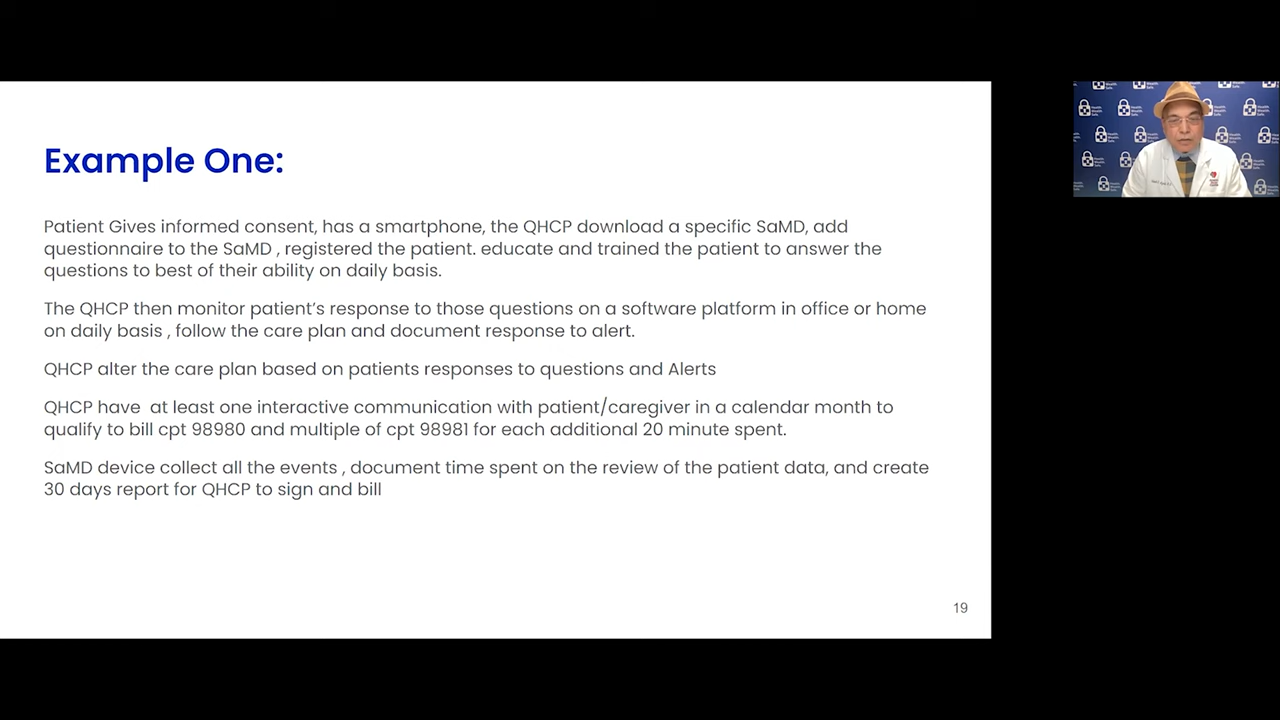 Example One:
Patient Gives informed consent, has a smartphone, the QHCP download a specific SaMD, add
questionnaire to the SaMD , registered the patient. educate and trained the patient to answer the
questions to best of their ability on daily basis.
The QHCP then monitor patient's response to those questions on a software platform in office or home
on daily basis , follow the care plan and document response to alert.
QHCP alter the care plan based on patients responses to questions and Alerts
QHCP have at least one interactive communication with patient/caregiver in a calendar month to
qualify to bill cpt 98980 and multiple of cpt 98981 for each additional 20 minute spent.
SaMD device collect all the events , document time spent on the review of the patient data, and create
30 days report for QHCP to sign and bill
19
Health.
Wealth.
Safe.